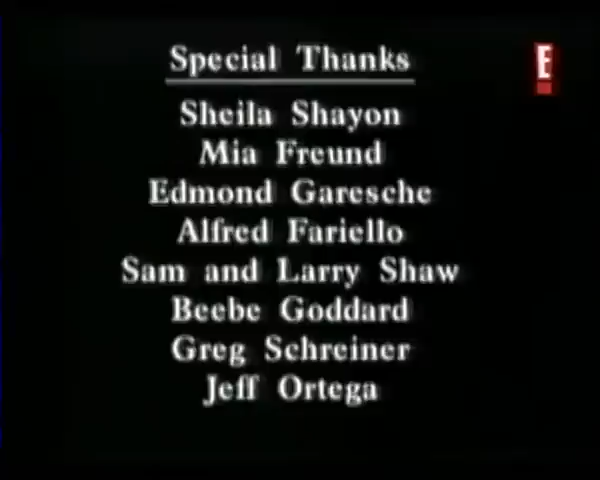 Special Thanks
E!
Sheila Shayon
Mia Freund
Edmond Garesche
Alfred Fariello
Sam and Larry Shaw
Beebe Goddard
Greg Schreiner
Jeff Ortega